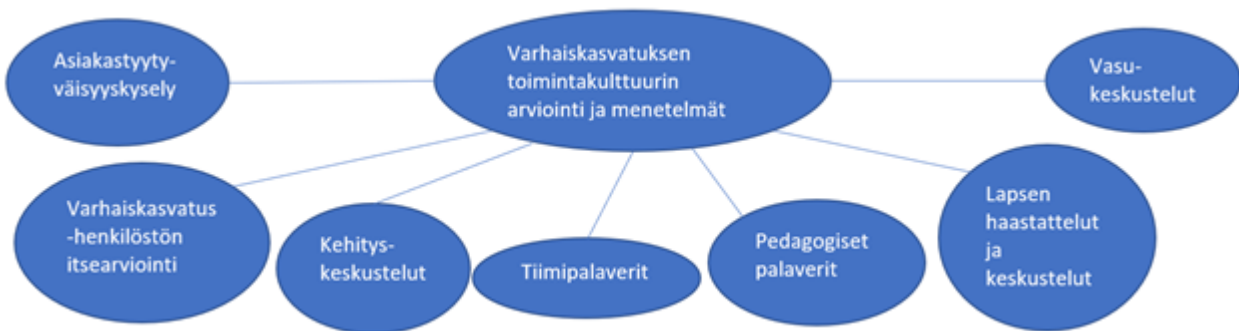 Asiakastyyty-
väisyyskysely
Varhaiskasvatuksen
toimintakulttuurin
arviointi ja menetelmät
Vasu-
keskustelut
Varhaiskasvatus
-henkilöstön
itsearviointi
Kehitys-
keskustelut
Tiimipalaverit
Pedagogiset
palaverit
Lapsen
haastattelut
ja
keskustelut